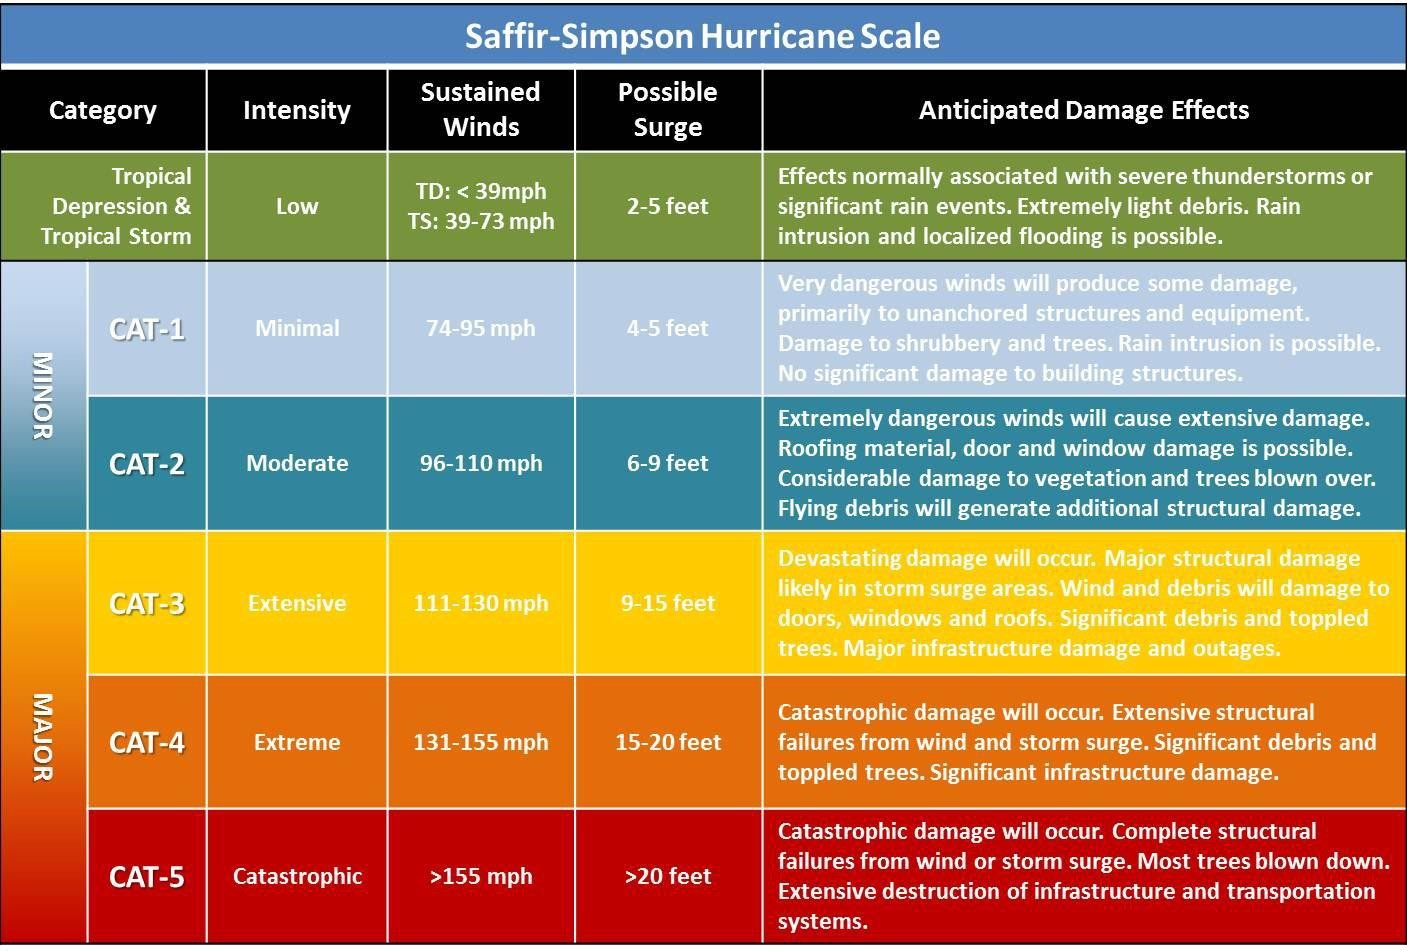 Saffir-Simpson Hurricane Scale
Category
Intensity
Sustained
Winds
Possible
Surge
Anticipated Damage Effects
Tropical
Depression &
Tropical Storm
Low
TD: < 39mph
TS: 39-73 mph
2-5 feet
Effects normally associated with severe thunderstorms or
significant rain events. Extremely light debris. Rain
intrusion and localized flooding is possible.
MINOR
CAT-1
Minimal
74-95 mph
4-5 feet
Very dangerous winds will produce some damage,
primarily to unanchored structures and equipment.
Damage to shrubbery and trees. Rain intrusion is possible.
No significant damage to building structures.
CAT-2
Moderate
96-110 mph
6-9 feet
Extremely dangerous winds will cause extensive damage.
Roofing material, door and window damage is possible.
Considerable damage to vegetation and trees blown over.
Flying debris will generate additional structural damage.
MAJOR
CAT-3
Extensive
111-130 mph
9-15 feet
Devastating damage will occur. Major structural damage
likely in storm surge areas. Wind and debris will damage to
doors, windows and roofs. Significant debris and toppled
trees. Major infrastructure damage and outages.
CAT-4
Extreme
131-155 mph
15-20 feet
Catastrophic damage will occur. Extensive structural
failures from wind and storm surge. Significant debris and
toppled trees. Significant infrastructure damage.
CAT-5
Catastrophic
>155 mph
>20 feet
Catastrophic damage will occur. Complete structural
failures from wind or storm surge. Most trees blown down.
Extensive destruction of infrastructure and transportation
systems.